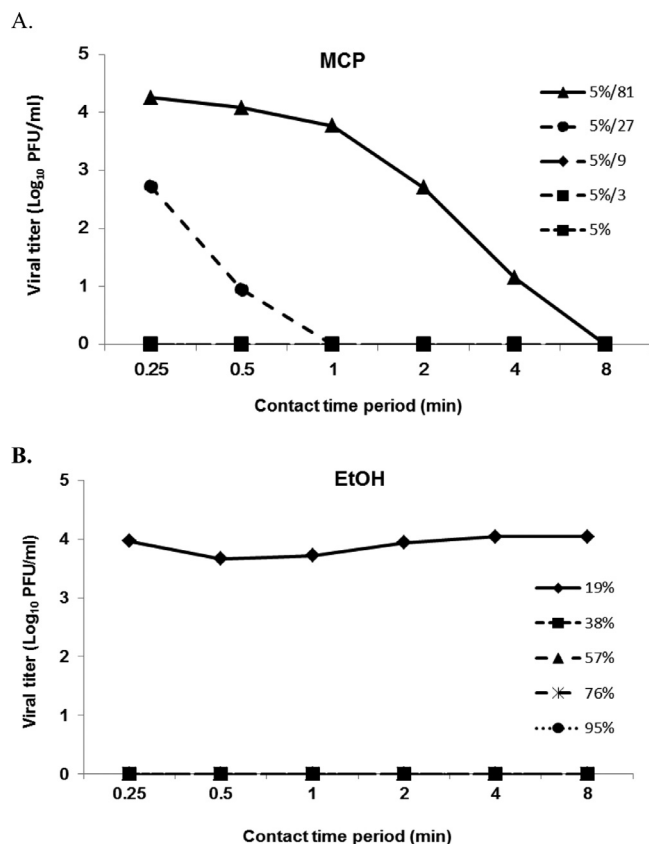 A.
MCP
5
4
3
2
1
0
Viral titer (Log₁₀ PFU/ml)
5%/81
5%/27
5%/9
5%/3
5%
0.25 0.5 1 2 4 8
Contact time period (min)
B.
EtOH
5
4
3
2
1
0
Viral titer (Log₁₀ PFU/ml)
19%
38%
57%
76%
95%
0.25 0.5 1 2 4 8
Contact time period (min)